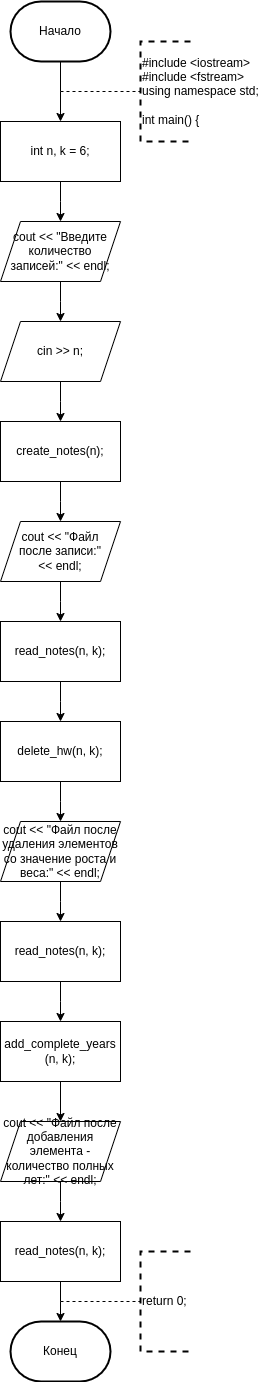 Начало
#include <iostream>
#include <fstream>
using namespace std;
int main() {
int n, k = 6;
cout << "Введите
количество
записей:" << endl;
cin >> n;
create_notes(n);
cout << "Файл
после записи:"
<< endl;
read_notes(n, k);
delete_hw(n, k);
cout << "Файл после
удаления элементов
со значение роста и
веса:" << endl;
read_notes(n, k);
add_complete_years
(n, k);
cout << "Файл после
добавления
элемента -
количество полных
лет:" << endl;
read_notes(n, k);
return 0;
Конец